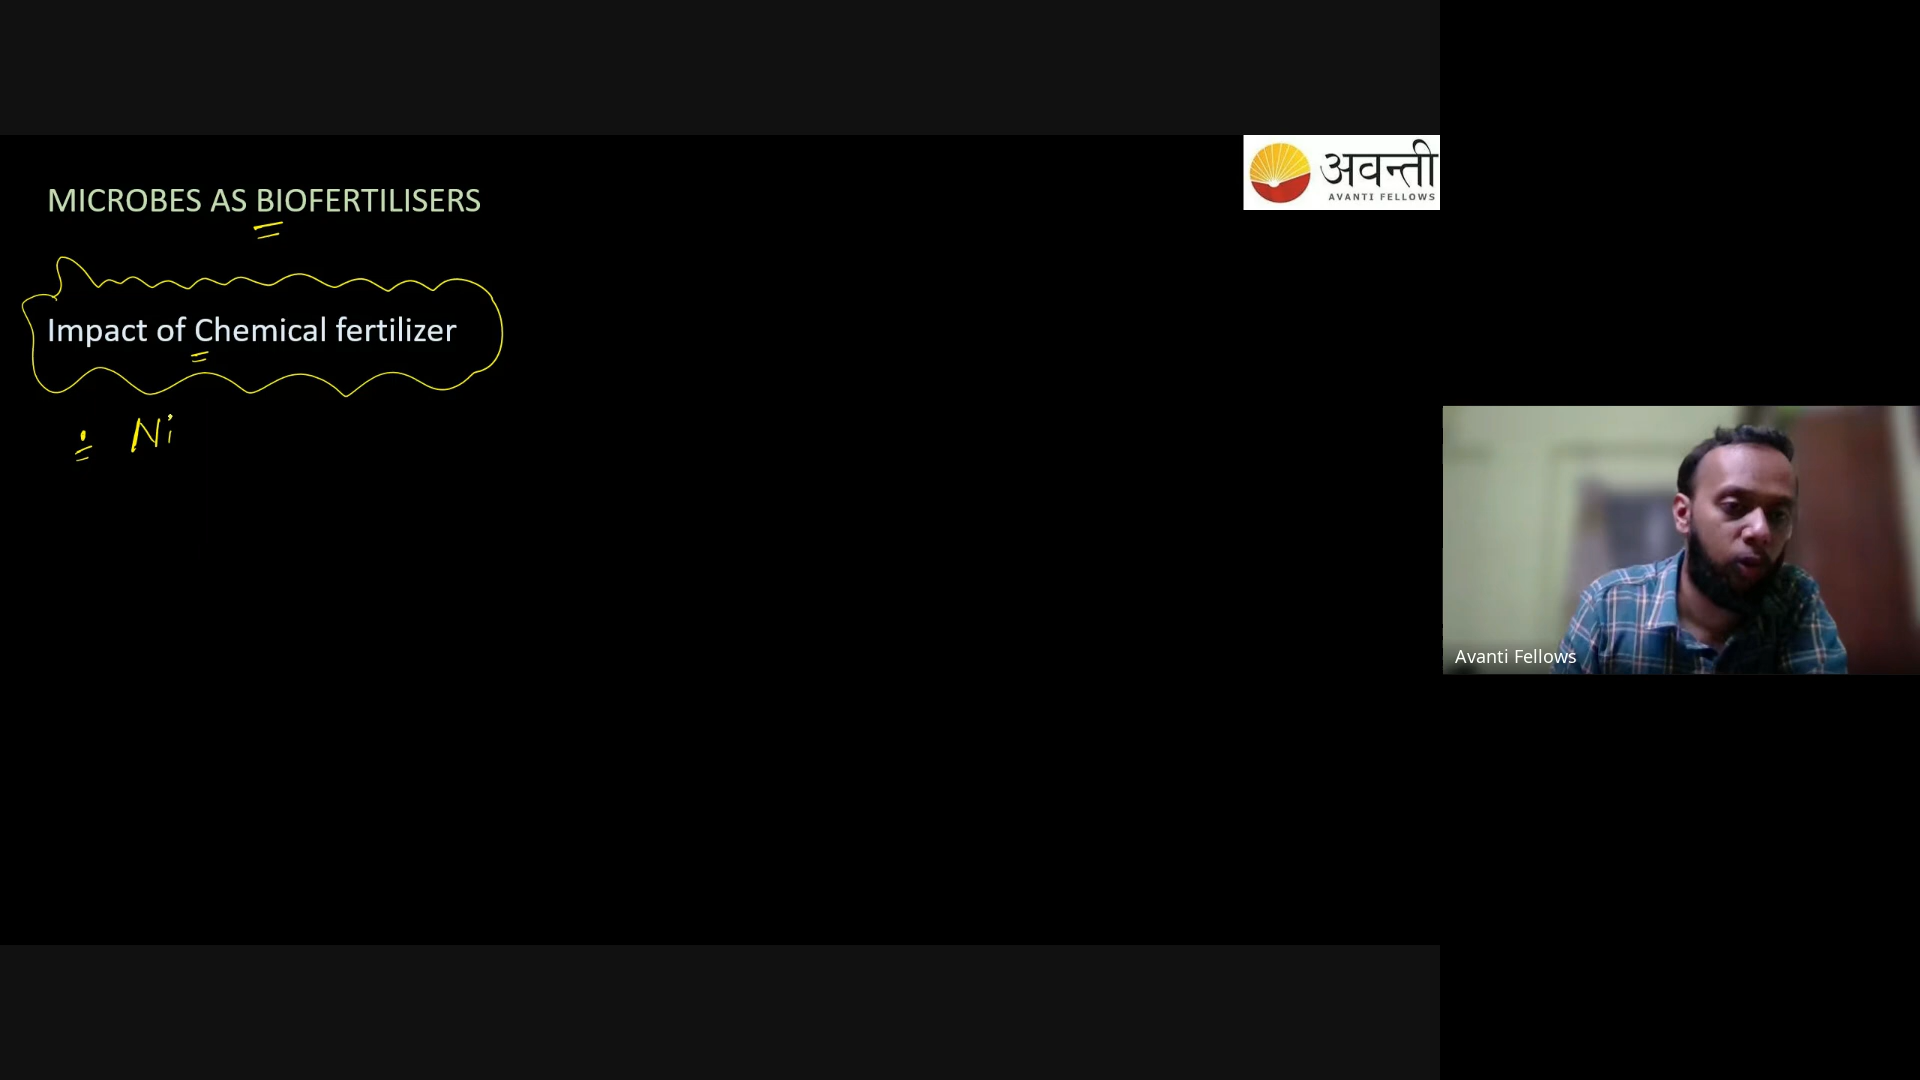 MICROBES AS BIOFERTILISERS
अवन्ती
AVANTI FELLOWS
Impact of Chemical fertilizer
Ni
Avanti Fellows